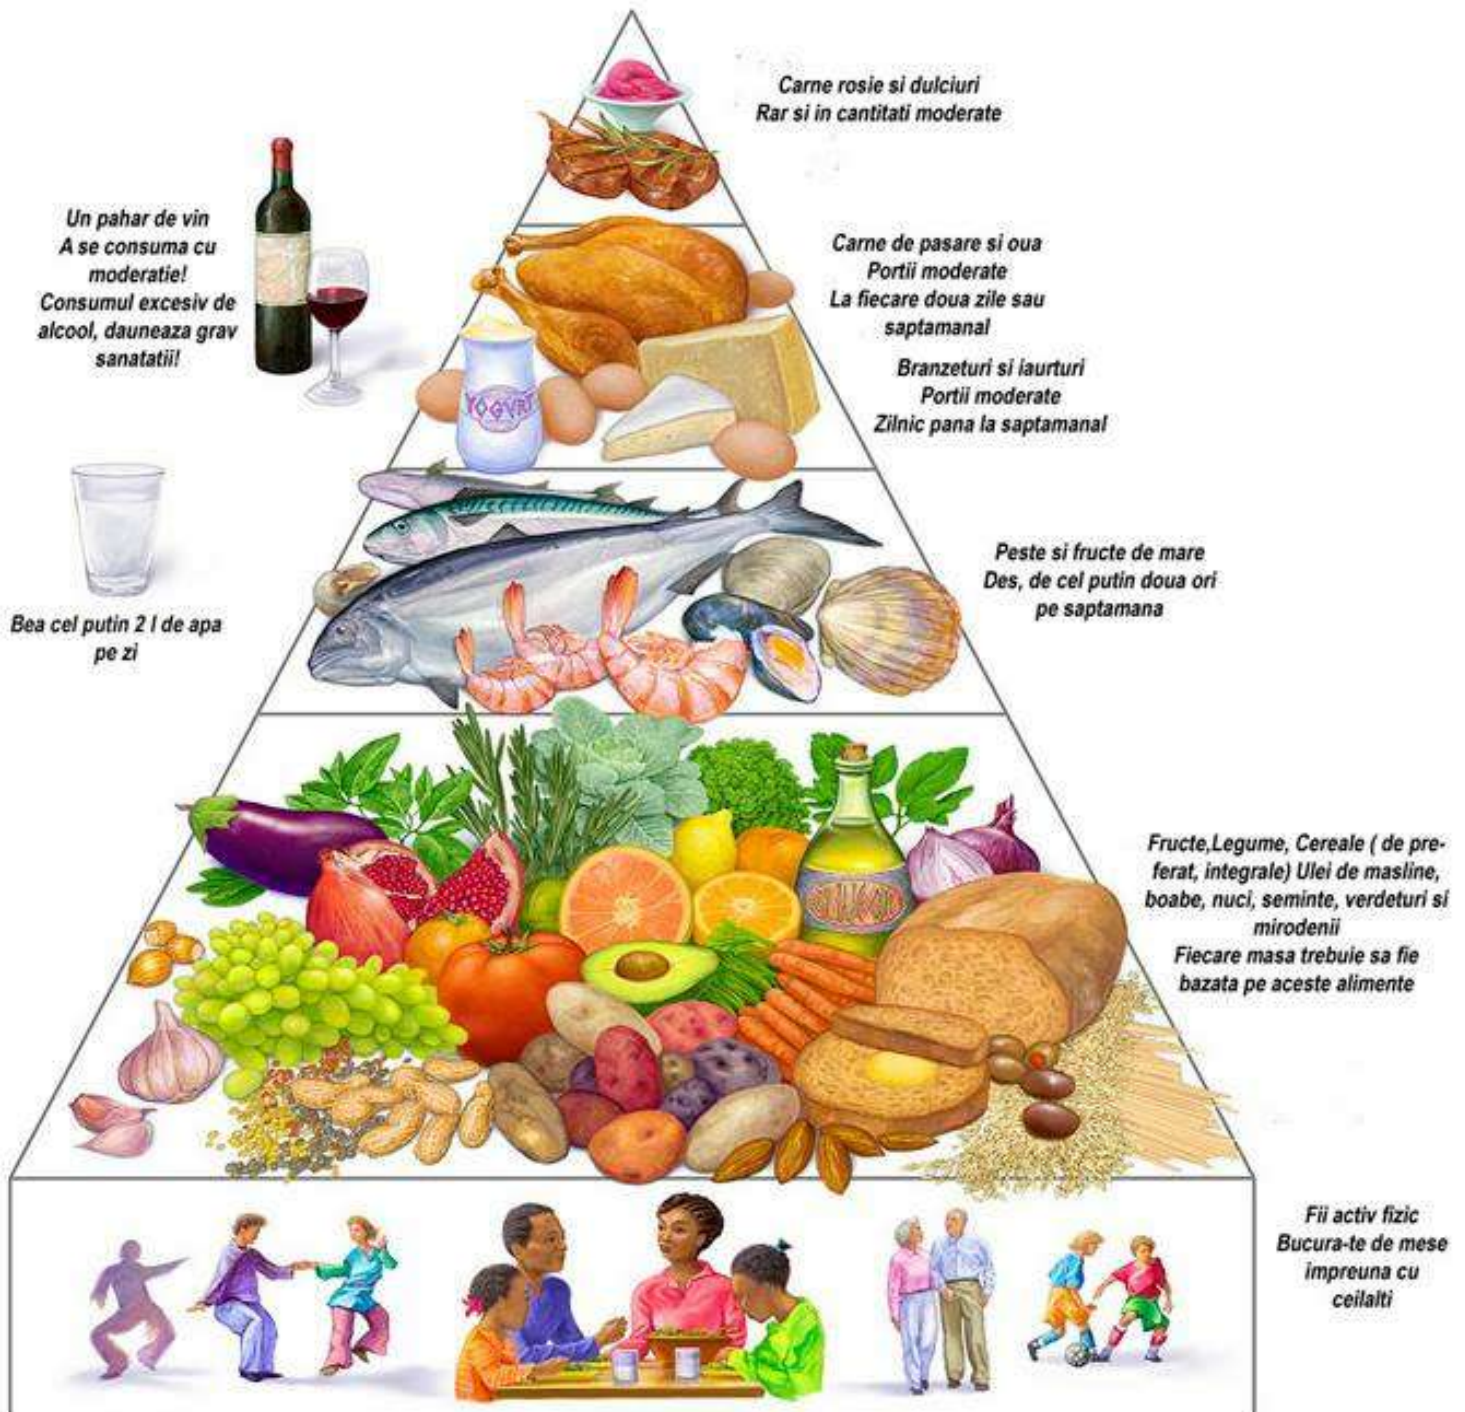 Carne rosie si dulciuri
Rar si in cantitati moderate
Un pahar de vin
A se consuma cu
moderatie!
Consumul excesiv de
alcool, dauneaza grav
sanatatii!
Carne de pasare si oua
Portii moderate
La fiecare doua zile sau
saptamanal
Branzeturi si iaurturi
Portii moderate
Zilnic pana la saptamanal
YOGURT
Peste si fructe de mare
Des, de cel putin doua ori
pe saptamana
Bea cel putin 2 l de apa
pe zi
Fructe,Legume, Cereale ( de pre-
ferat, integrale) Ulei de masline,
boabe, nuci, seminte, verdeturi si
mirodenii
Fiecare masa trebuie sa fie
bazata pe aceste alimente
Fii activ fizic
Bucura-te de mese
impreuna cu
ceilalti